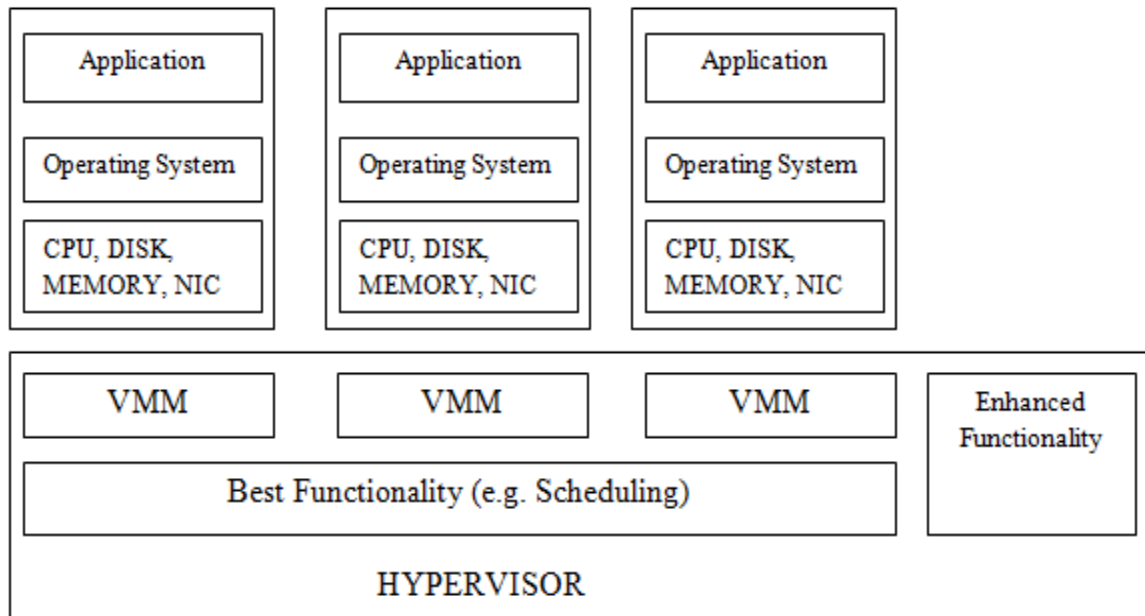 Application
Application
Application
Operating System
Operating System
Operating System
CPU, DISK,
MEMORY, NIC
CPU, DISK,
MEMORY, NIC
CPU, DISK,
MEMORY, NIC
VMM
VMM
VMM
Enhanced
Functionality
Best Functionality (e.g. Scheduling)
HYPERVISOR